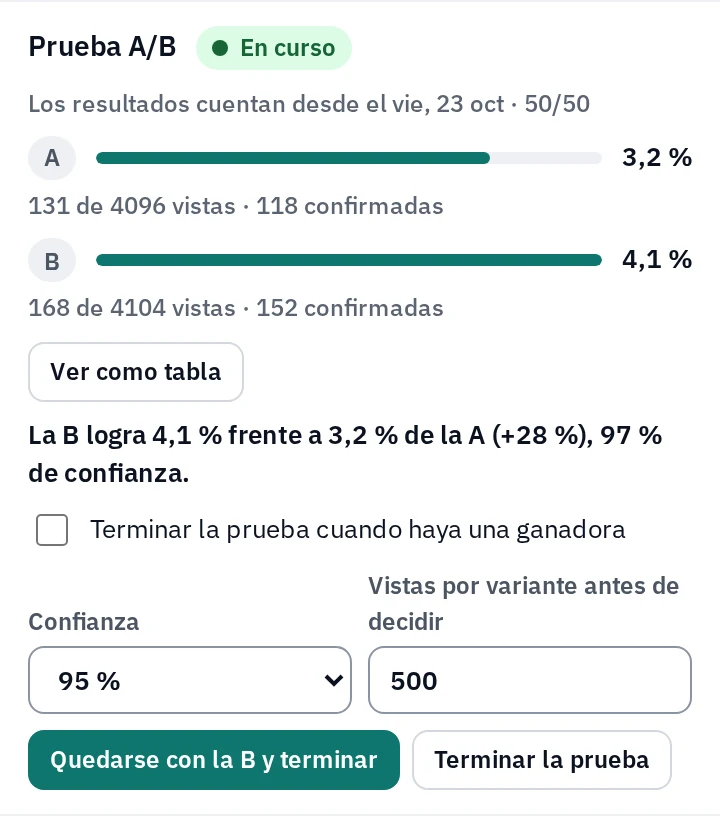 Prueba A/B
En curso
Los resultados cuentan desde el vie, 23 oct · 50/50
A
3,2 %
131 de 4096 vistas · 118 confirmadas
B
4,1 %
168 de 4104 vistas · 152 confirmadas
Ver como tabla
La B logra 4,1 % frente a 3,2 % de la A (+28 %), 97 %
de confianza.
Terminar la prueba cuando haya una ganadora
Confianza
95 %
Vistas por variante antes de
decidir
500
Quedarse con la B y terminar
Terminar la prueba